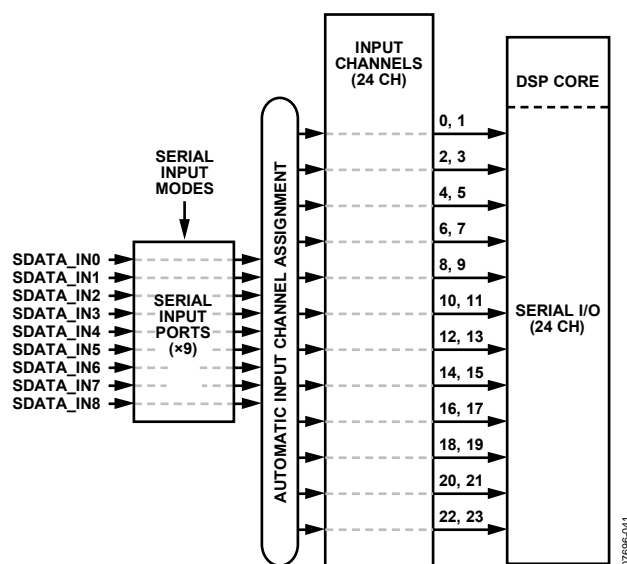 INPUT
CHANNELS
(24 CH)
DSP CORE
SERIAL
INPUT
MODES
SDATA_IN0
SDATA_IN1
SDATA_IN2
SDATA_IN3
SDATA_IN4
SDATA_IN5
SDATA_IN6
SDATA_IN7
SDATA_IN8
SERIAL
INPUT
PORTS
(×9)
AUTOMATIC INPUT CHANNEL ASSIGNMENT
0, 1
2, 3
4, 5
6, 7
8, 9
10, 11
12, 13
14, 15
16, 17
18, 19
20, 21
22, 23
SERIAL I/O
(24 CH)
07696-041